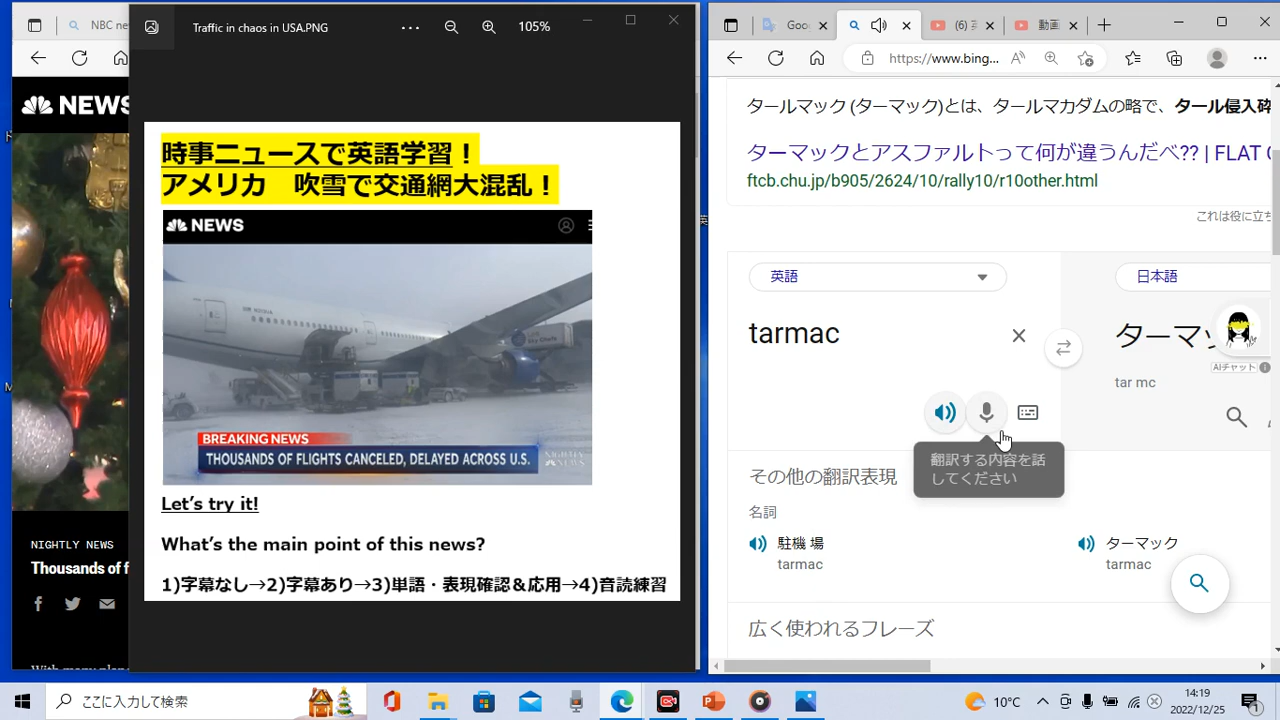 NBC ne
NEWS
NIGHTLY NEWS
Thousands of f
Traffic in chaos in USA.PNG
105%
時事ニュースで英語学習！
アメリカ 吹雪で交通網大混乱！
NEWS
BREAKING NEWS
THOUSANDS OF FLIGHTS CANCELED, DELAYED ACROSS U.S.
NIGHTLY
NEWS
Let's try it!
What's the main point of this news?
1)字幕なし→2)字幕あり→3)単語・表現確認＆応用→4)音読練習
Goo
(6) 英
動画
https://www.bing...
タールマック (ターマック)とは、タールマカダムの略で、タール侵入砕
ターマックとアスファルトって何が違うんだべ?? | FLAT
ftcb.chu.jp/b905/2624/10/rally10/r10other.html
これは役に立ち
英語
日本語
tarmac
ターマッ
AIチャット
tar mc
翻訳する内容を話
してください
その他の翻訳表現
名詞
駐機 場
tarmac
ターマック
tarmac
広く使われるフレーズ
ここに入力して検索
10°C
14:19
2022/12/25
1